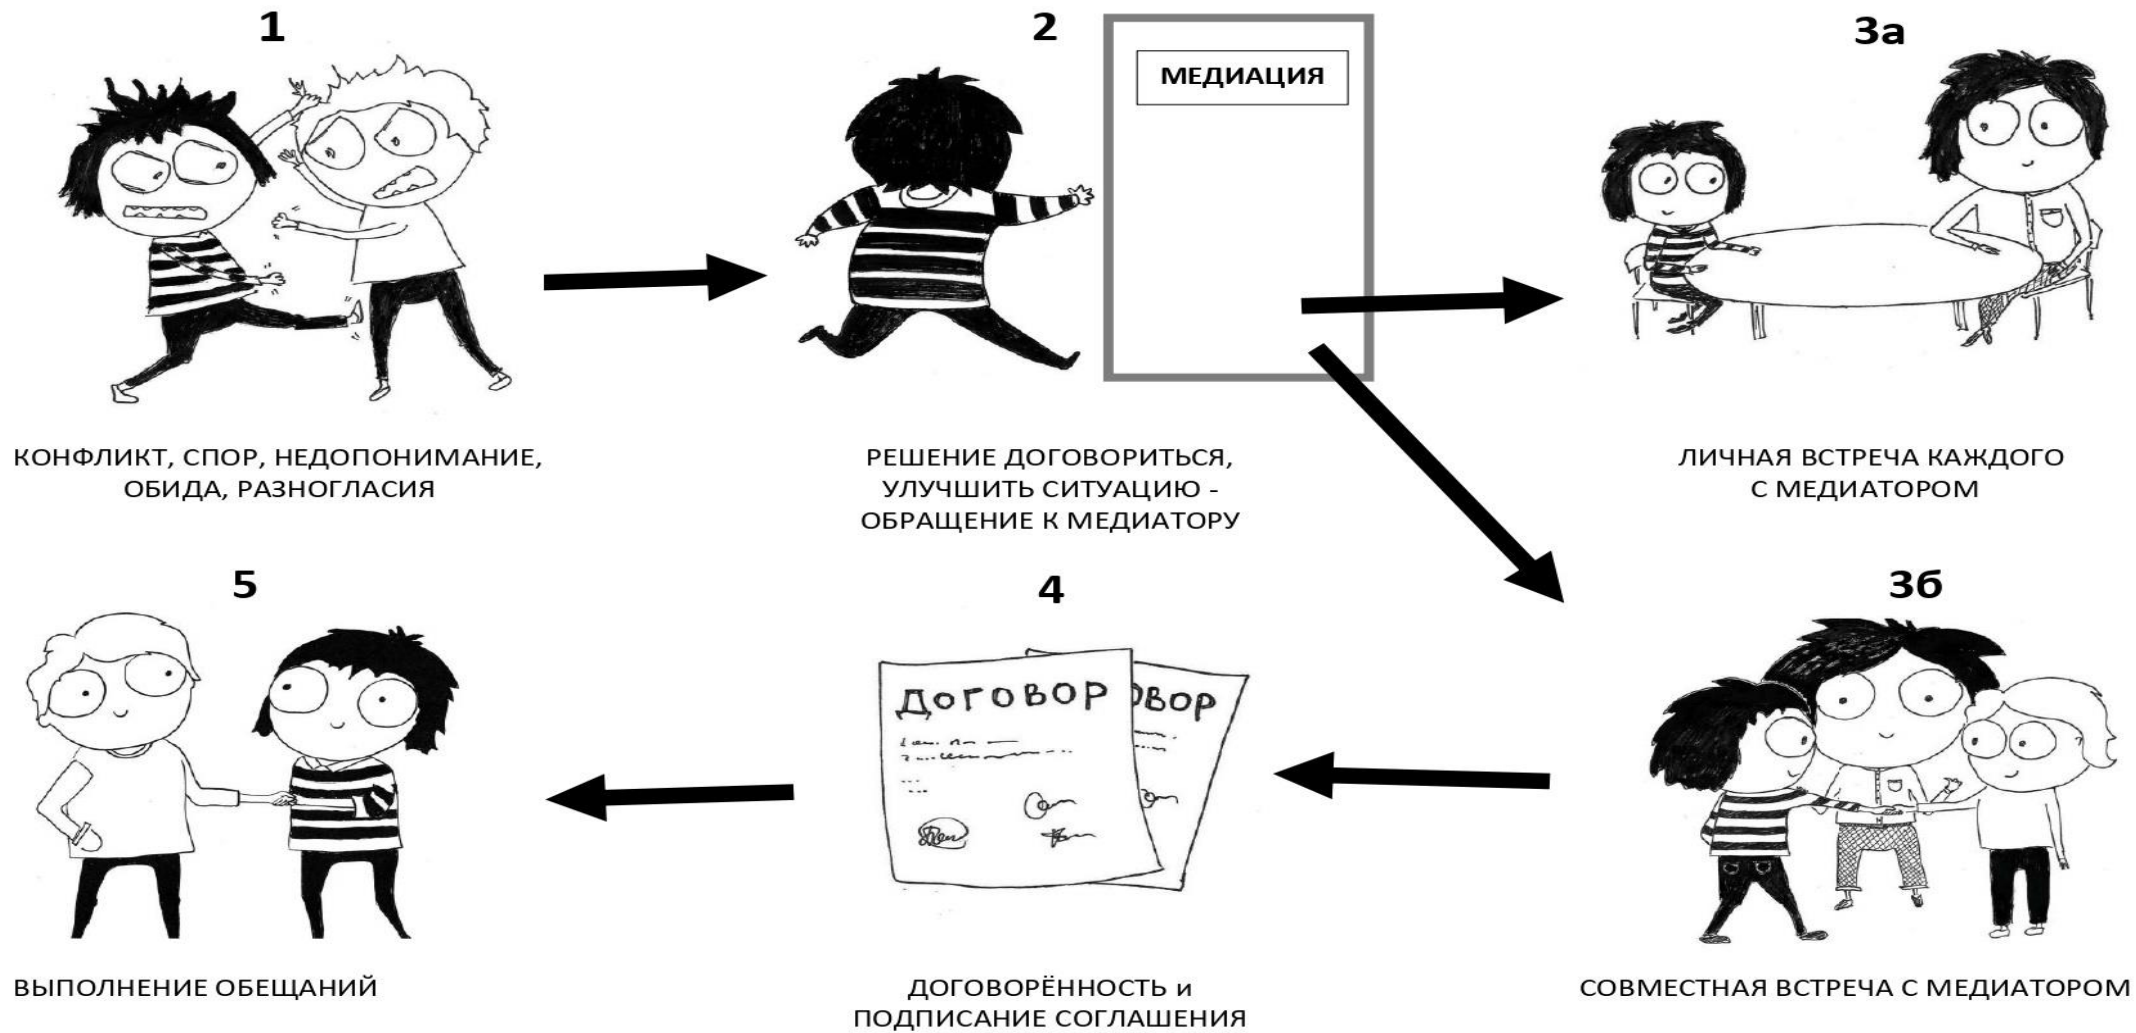 1
КОНФЛИКТ, СПОР, НЕДОПОНИМАНИЕ,
ОБИДА, РАЗНОГЛАСИЯ
2
МЕДИАЦИЯ
РЕШЕНИЕ ДОГОВОРИТЬСЯ,
УЛУЧШИТЬ СИТУАЦИЮ -
ОБРАЩЕНИЕ К МЕДИАТОРУ
3а
ЛИЧНАЯ ВСТРЕЧА КАЖДОГО
С МЕДИАТОРОМ
3б
СОВМЕСТНАЯ ВСТРЕЧА С МЕДИАТОРОМ
4
ДОГОВОР
ОВОР
ДОГОВОРЁННОСТЬ и
ПОДПИСАНИЕ СОГЛАШЕНИЯ
5
ВЫПОЛНЕНИЕ ОБЕЩАНИЙ